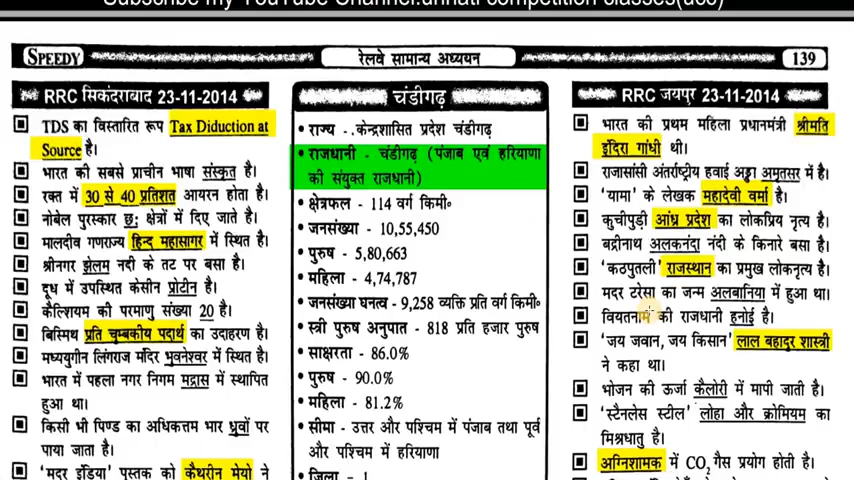 Subscribe my YouTube Channel:unnati competition classes(ucc)
SPEEDY
रेलवे सामान्य अध्ययन
139
RRC सिकंदराबाद 23-11-2014
TDS का विस्तारित रूप Tax Diduction at
Source है।
भारत की सबसे प्राचीन भाषा संस्कृत है।
रक्त में 30 से 40 प्रतिशत आयरन होता है।
नोबेल पुरस्कार छ: क्षेत्रों में दिए जाते है।
मालदीव गणराज्य हिन्द महासागर में स्थित है।
श्रीनगर झेलम नदी के तट पर बसा है।
दूध में उपस्थित केसीन प्रोटीन है।
कैल्शियम की परमाणु संख्या 20 है।
बिस्मिथ प्रति चुम्बकीय पदार्थ का उदाहरण है।
मध्ययुगीन लिंगराज मंदिर भुवनेश्वर में स्थित है।
भारत में पहला नगर निगम मद्रास में स्थापित
हुआ था।
किसी भी पिण्ड का अधिकतम भार ध्रुवों पर
पाया जाता है।
'मदर इंडिया' पुस्तक को कैथरीन मेयो ने
चंडीगढ़
• राज्य - .केन्द्रशासित प्रदेश चंडीगढ़
• राजधानी - चंडीगढ़ (पंजाब एवं हरियाणा
की संयुक्त राजधानी)
• क्षेत्रफल - 114 वर्ग किमी॰
• जनसंख्या - 10,55,450
• पुरुष - 5,80,663
• महिला - 4,74,787
• जनसंख्या घनत्व - 9,258 व्यक्ति प्रति वर्ग किमी॰
• स्त्री पुरुष अनुपात - 818 प्रति हजार पुरुष
• साक्षरता - 86.0%
• पुरुष - 90.0%
• महिला - 81.2%
• सीमा - उत्तर और पश्चिम में पंजाब तथा पूर्व
और पश्चिम में हरियाणा
• जिला - 1
RRC जयपुर 23-11-2014
भारत की प्रथम महिला प्रधानमंत्री श्रीमति
इंदिरा गांधी थी।
राजासांसी अंतर्राष्ट्रीय हवाई अड्डा अमृतसर में है।
'यामा' के लेखक महादेवी वर्मा है।
कुचीपुड़ी आंध्र प्रदेश का लोकप्रिय नृत्य है।
बद्रीनाथ अलकनंदा नंदी के किनारे बसा है।
'कठपुतली' राजस्थान का प्रमुख लोकनृत्य है।
मदर टरेसा का जन्म अलबानिया में हुआ था।
वियतनाम की राजधानी हनोई है।
'जय जवान, जय किसान' लाल बहादुर शास्त्री
ने कहा था।
भोजन की ऊर्जा कैलोरी में मापी जाती है।
'स्टैनलेस स्टील' लोहा और क्रोमियम का
मिश्रधातु है।
अग्निशामक में CO₂ गैस प्रयोग होती है।